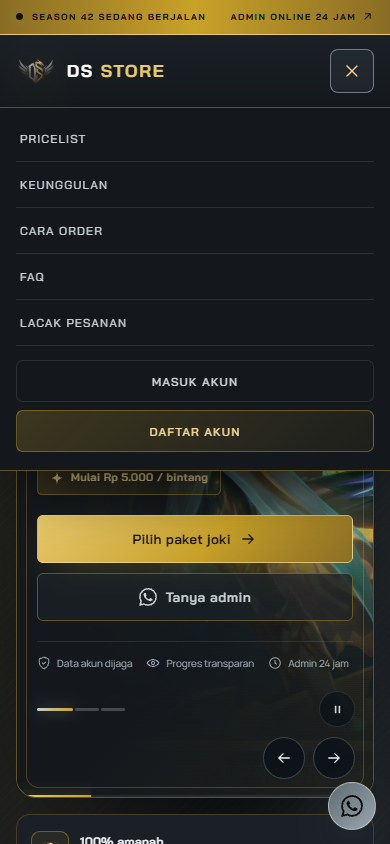 SEASON 42 SEDANG BERJALAN
ADMIN ONLINE 24 JAM
DS STORE
PRICELIST
KEUNGGULAN
CARA ORDER
FAQ
LACAK PESANAN
MASUK AKUN
DAFTAR AKUN
Mulai Rp 5.000 / bintang
Pilih paket joki
Tanya admin
Data akun dijaga
Progres transparan
Admin 24 jam
100% amanah